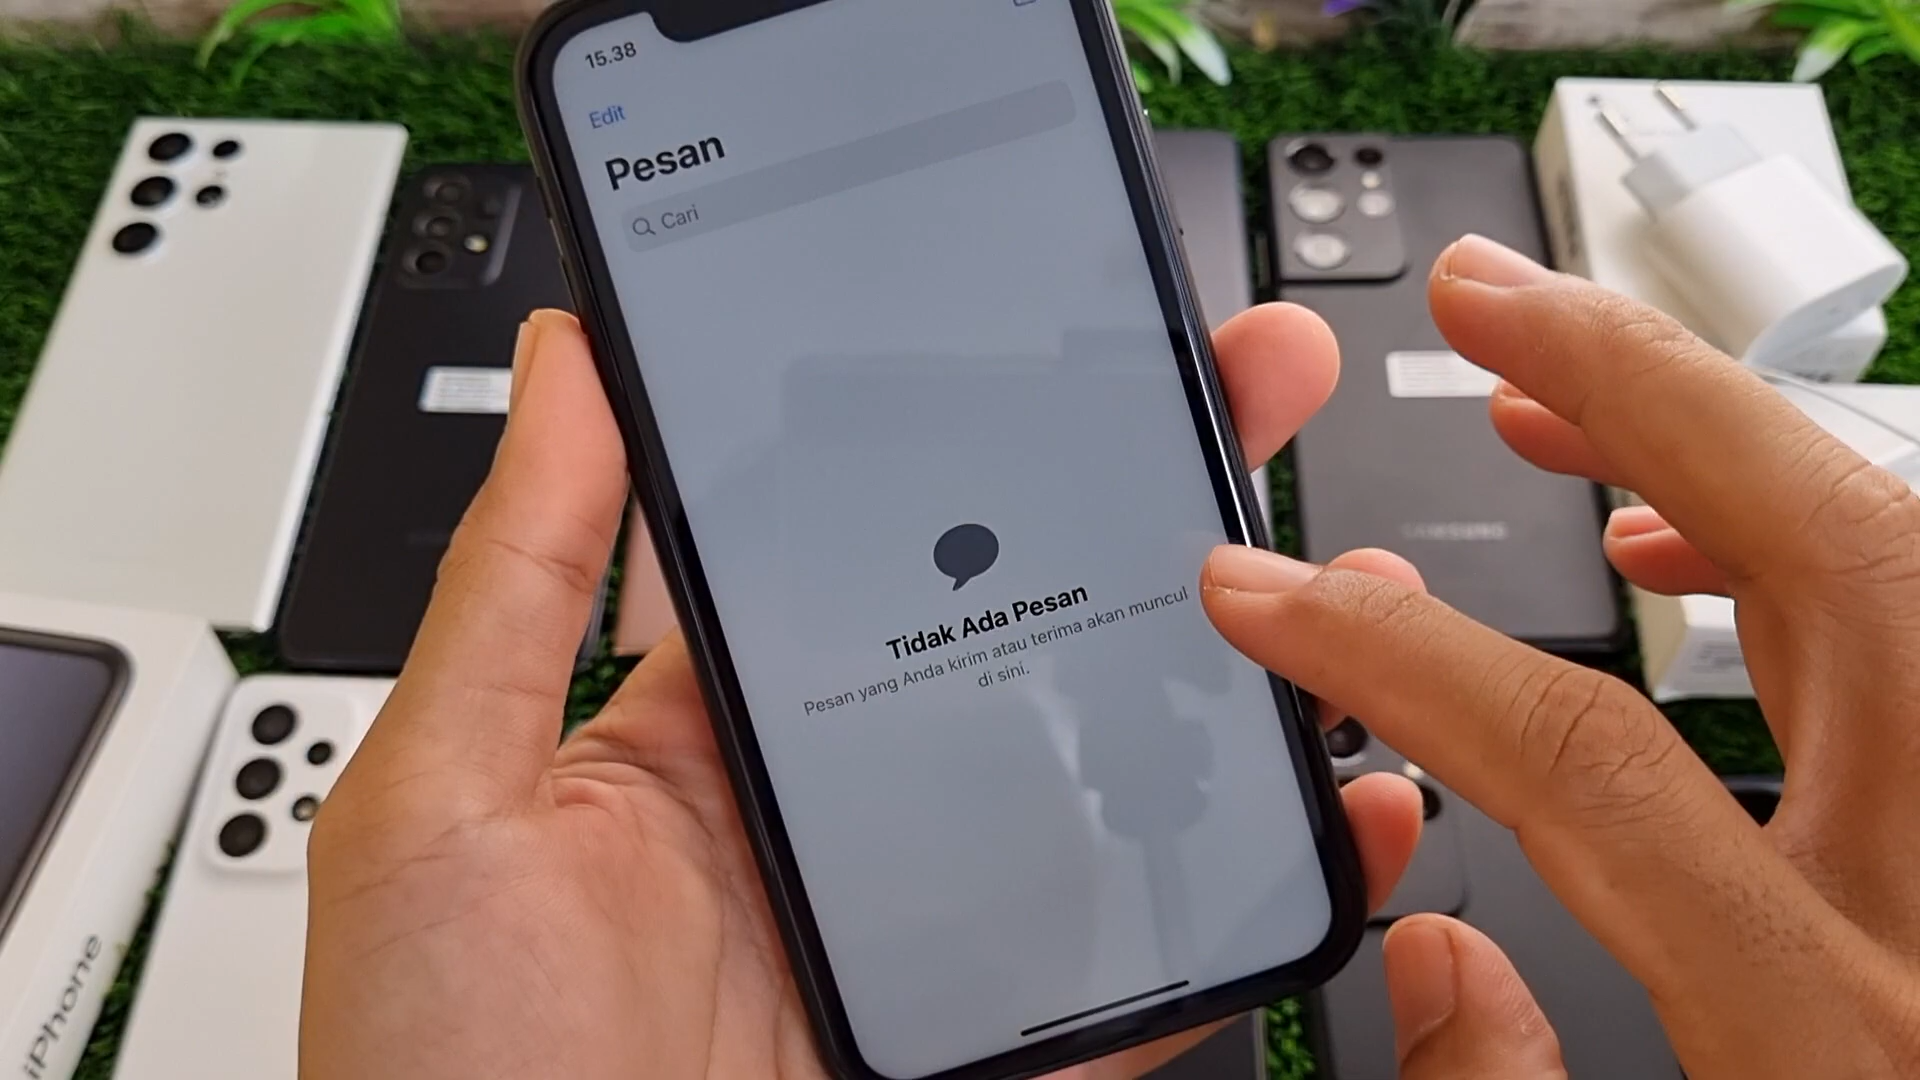 15.38
Edit
Pesan
Cari
Tidak Ada Pesan
Pesan yang Anda kirim atau terima akan muncul
di sini.
SAMSUNG
iPhone